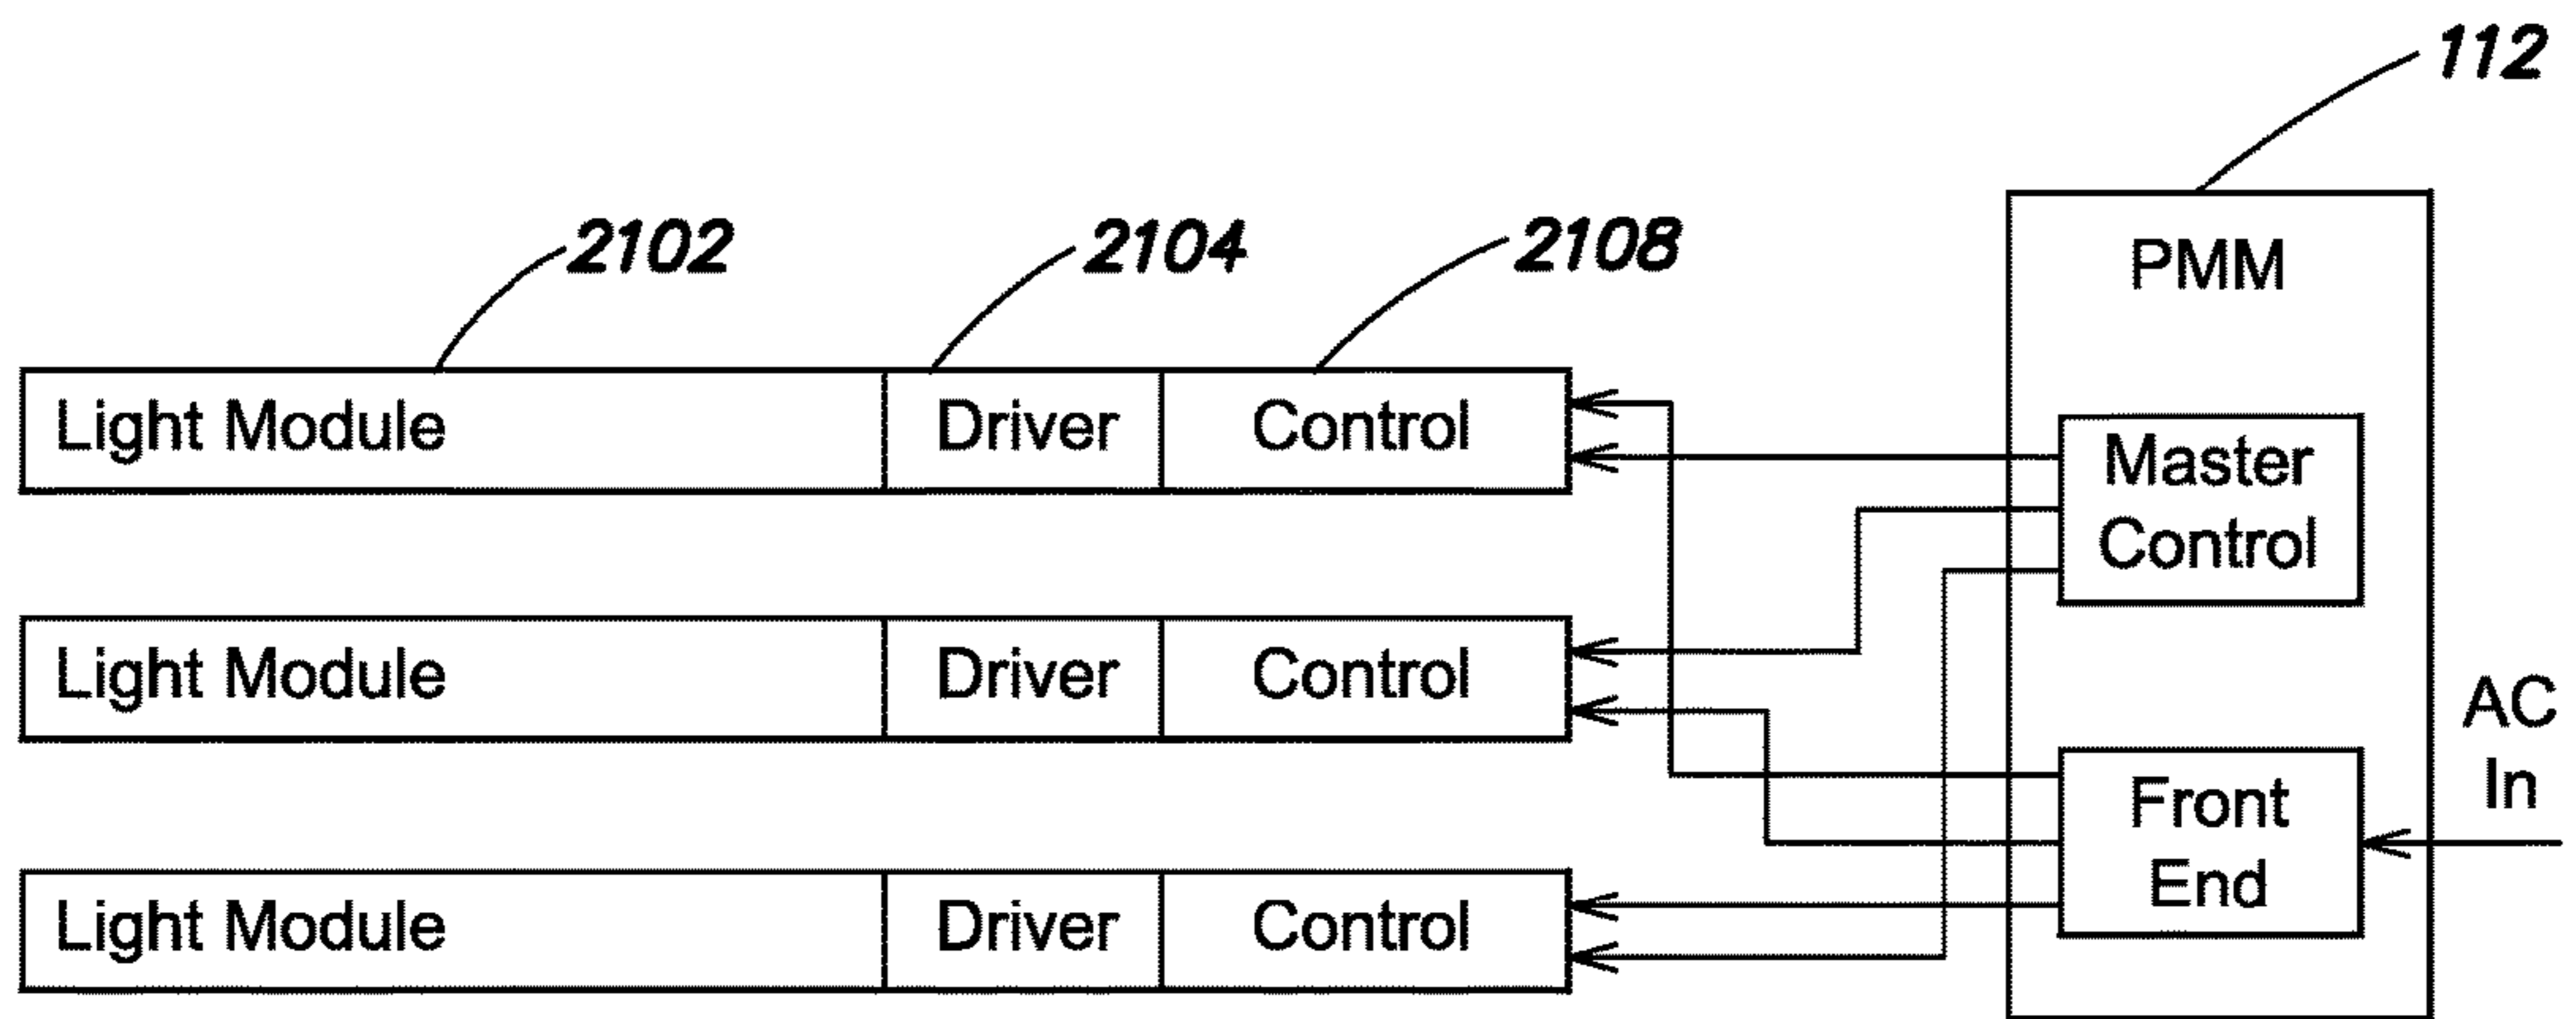 112
2102
2104
2108
PMM
Light Module
Driver
Control
Master
Control
Light Module
Driver
Control
AC
In
Front
End
Light Module
Driver
Control